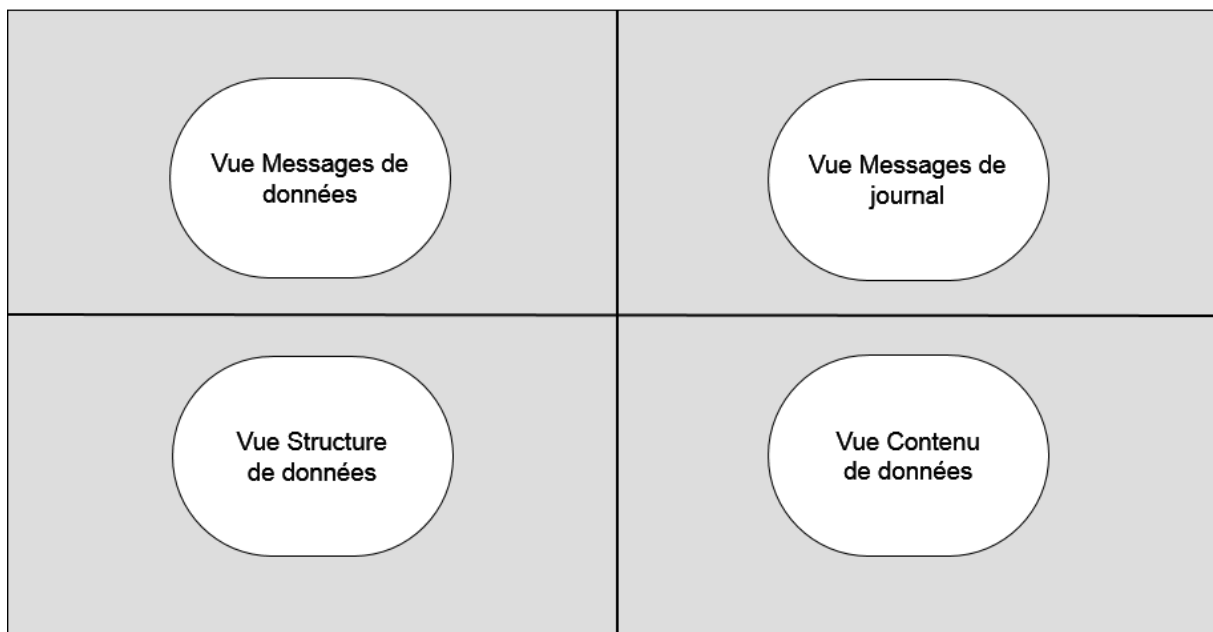 Vue Messages de
données
Vue Messages de
journal
Vue Structure
de données
Vue Contenu
de données